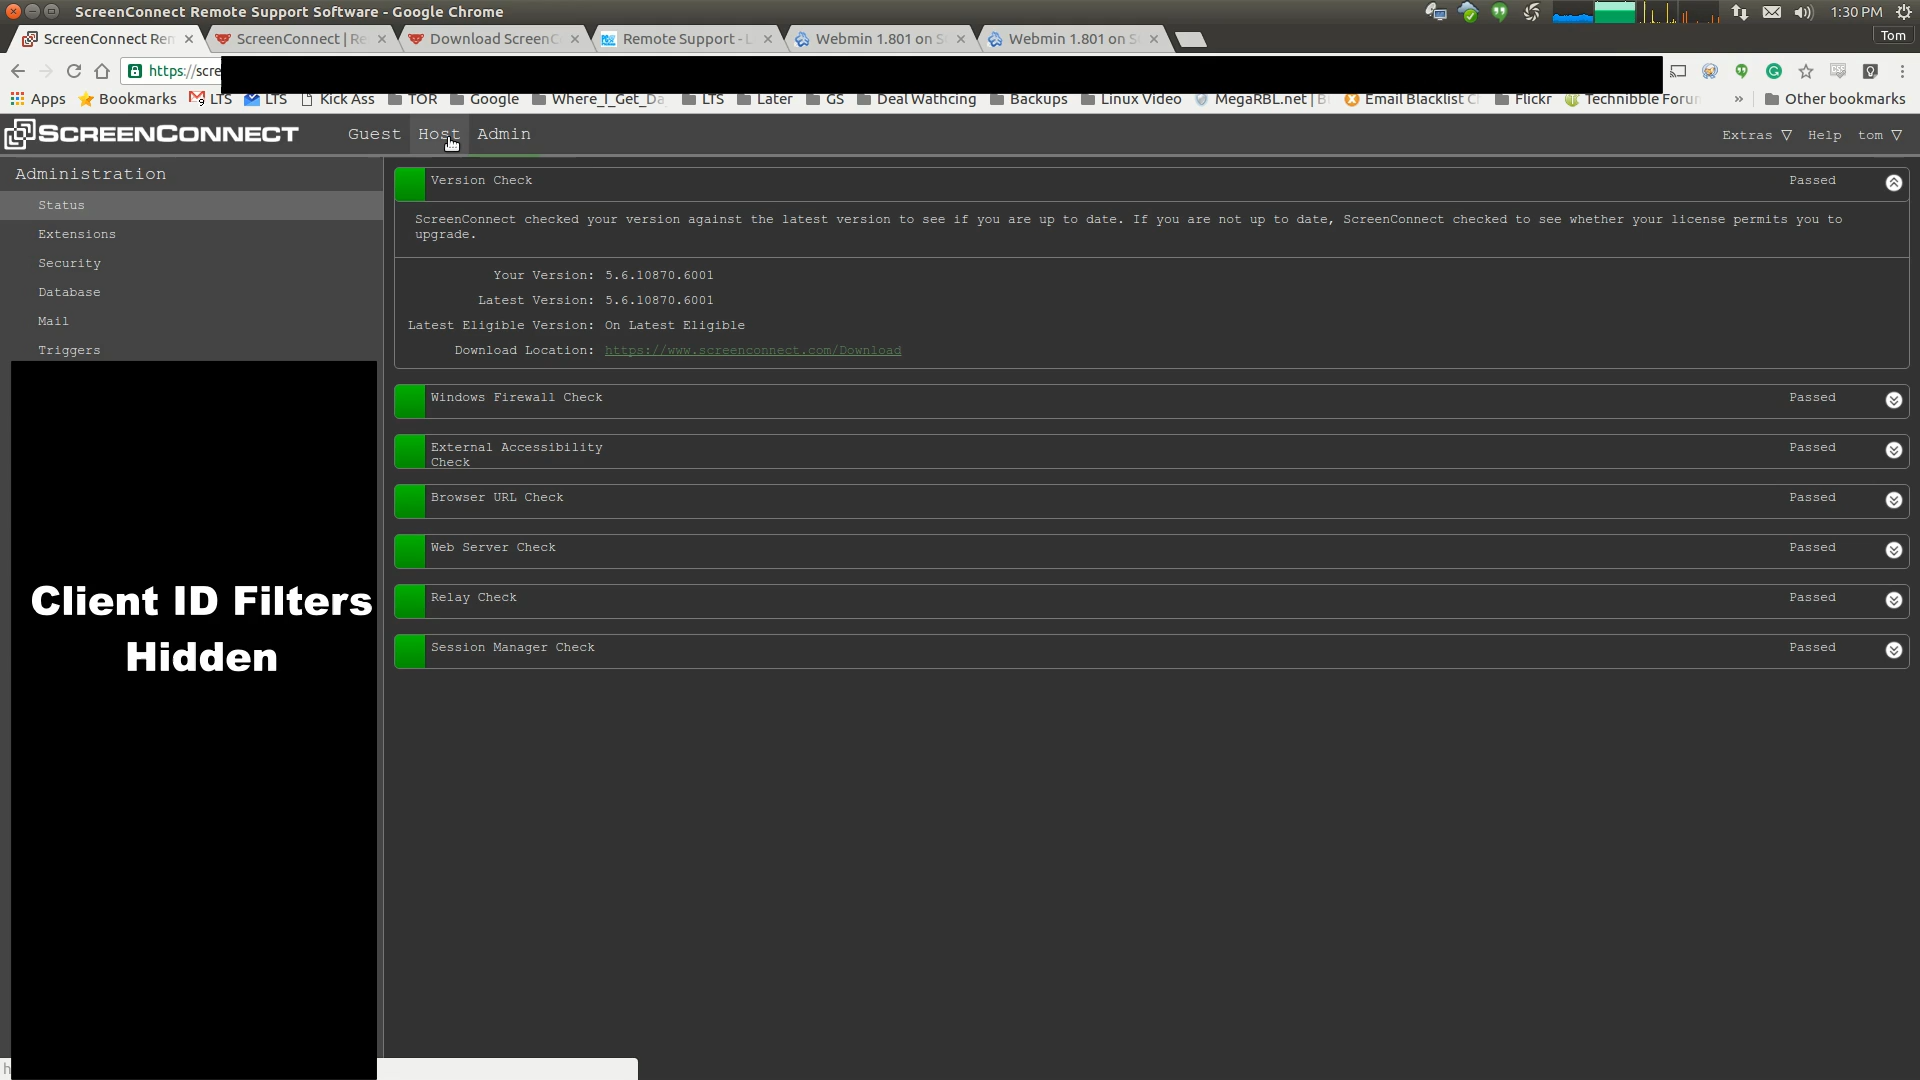 ScreenConnect Remote Support Software - Google Chrome
1:30 PM
ScreenConnect Rem
ScreenConnect | Re
Download ScreenC
Remote Support - L
Webmin 1.801 on S
Webmin 1.801 on S
Tom
https://scre
Apps
Bookmarks
LTS
LTS
Kick Ass
TOR
Google
Where_I_Get_Da
LTS
Later
GS
Deal Wathcing
Backups
Linux Video
MegaRBL.net | B
Email Blacklist C
Flickr
Technibble Forum
»
Other bookmarks
SCREENCONNECT
Guest
Host
Admin
Extras
Help
tom
Administration
Status
Extensions
Security
Database
Mail
Triggers
Client ID Filters
Hidden
Version Check
Passed
ScreenConnect checked your version against the latest version to see if you are up to date. If you are not up to date, ScreenConnect checked to see whether your license permits you to
upgrade.
Your Version: 5.6.10870.6001
Latest Version: 5.6.10870.6001
Latest Eligible Version: On Latest Eligible
Download Location: https://www.screenconnect.com/Download
Windows Firewall Check
Passed
External Accessibility
Check
Passed
Browser URL Check
Passed
Web Server Check
Passed
Relay Check
Passed
Session Manager Check
Passed